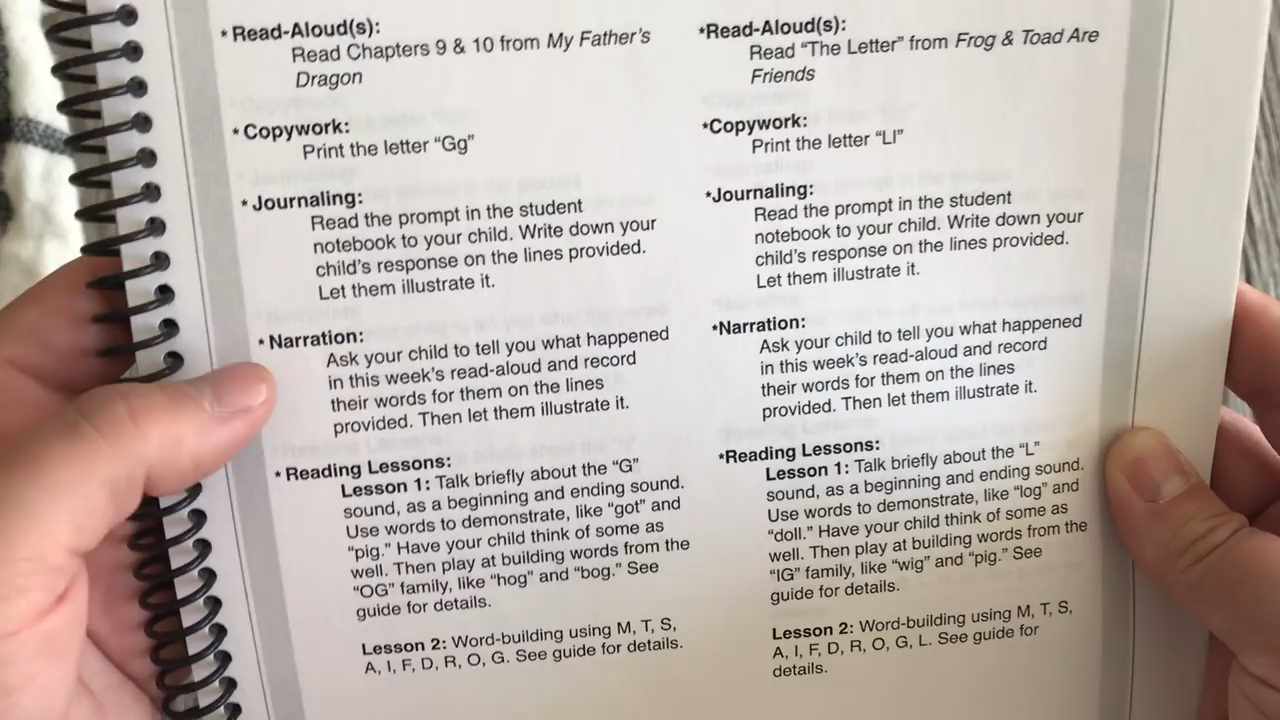 * Read-Aloud(s):
Read Chapters 9 & 10 from My Father's
Dragon
* Copywork:
Print the letter “Gg”
* Journaling:
Read the prompt in the student
notebook to your child. Write down your
child's response on the lines provided.
Let them illustrate it.
* Narration:
Ask your child to tell you what happened
in this week's read-aloud and record
their words for them on the lines
provided. Then let them illustrate it.
* Reading Lessons:
Lesson 1: Talk briefly about the “G”
sound, as a beginning and ending sound.
Use words to demonstrate, like “got” and
“pig.” Have your child think of some as
well. Then play at building words from the
“OG” family, like “hog” and “bog.” See
guide for details.
Lesson 2: Word-building using M, T, S,
A, I, F, D, R, O, G. See guide for details.
*Read-Aloud(s):
Read “The Letter” from Frog & Toad Are
Friends
*Copywork:
Print the letter “Ll”
*Journaling:
Read the prompt in the student
notebook to your child. Write down your
child's response on the lines provided.
Let them illustrate it.
*Narration:
Ask your child to tell you what happened
in this week's read-aloud and record
their words for them on the lines
provided. Then let them illustrate it.
*Reading Lessons:
Lesson 1: Talk briefly about the “L”
sound, as a beginning and ending sound.
Use words to demonstrate, like “log” and
“doll.” Have your child think of some as
well. Then play at building words from the
“IG” family, like “wig” and “pig.” See
guide for details.
Lesson 2: Word-building using M, T, S,
A, I, F, D, R, O, G, L. See guide for
details.